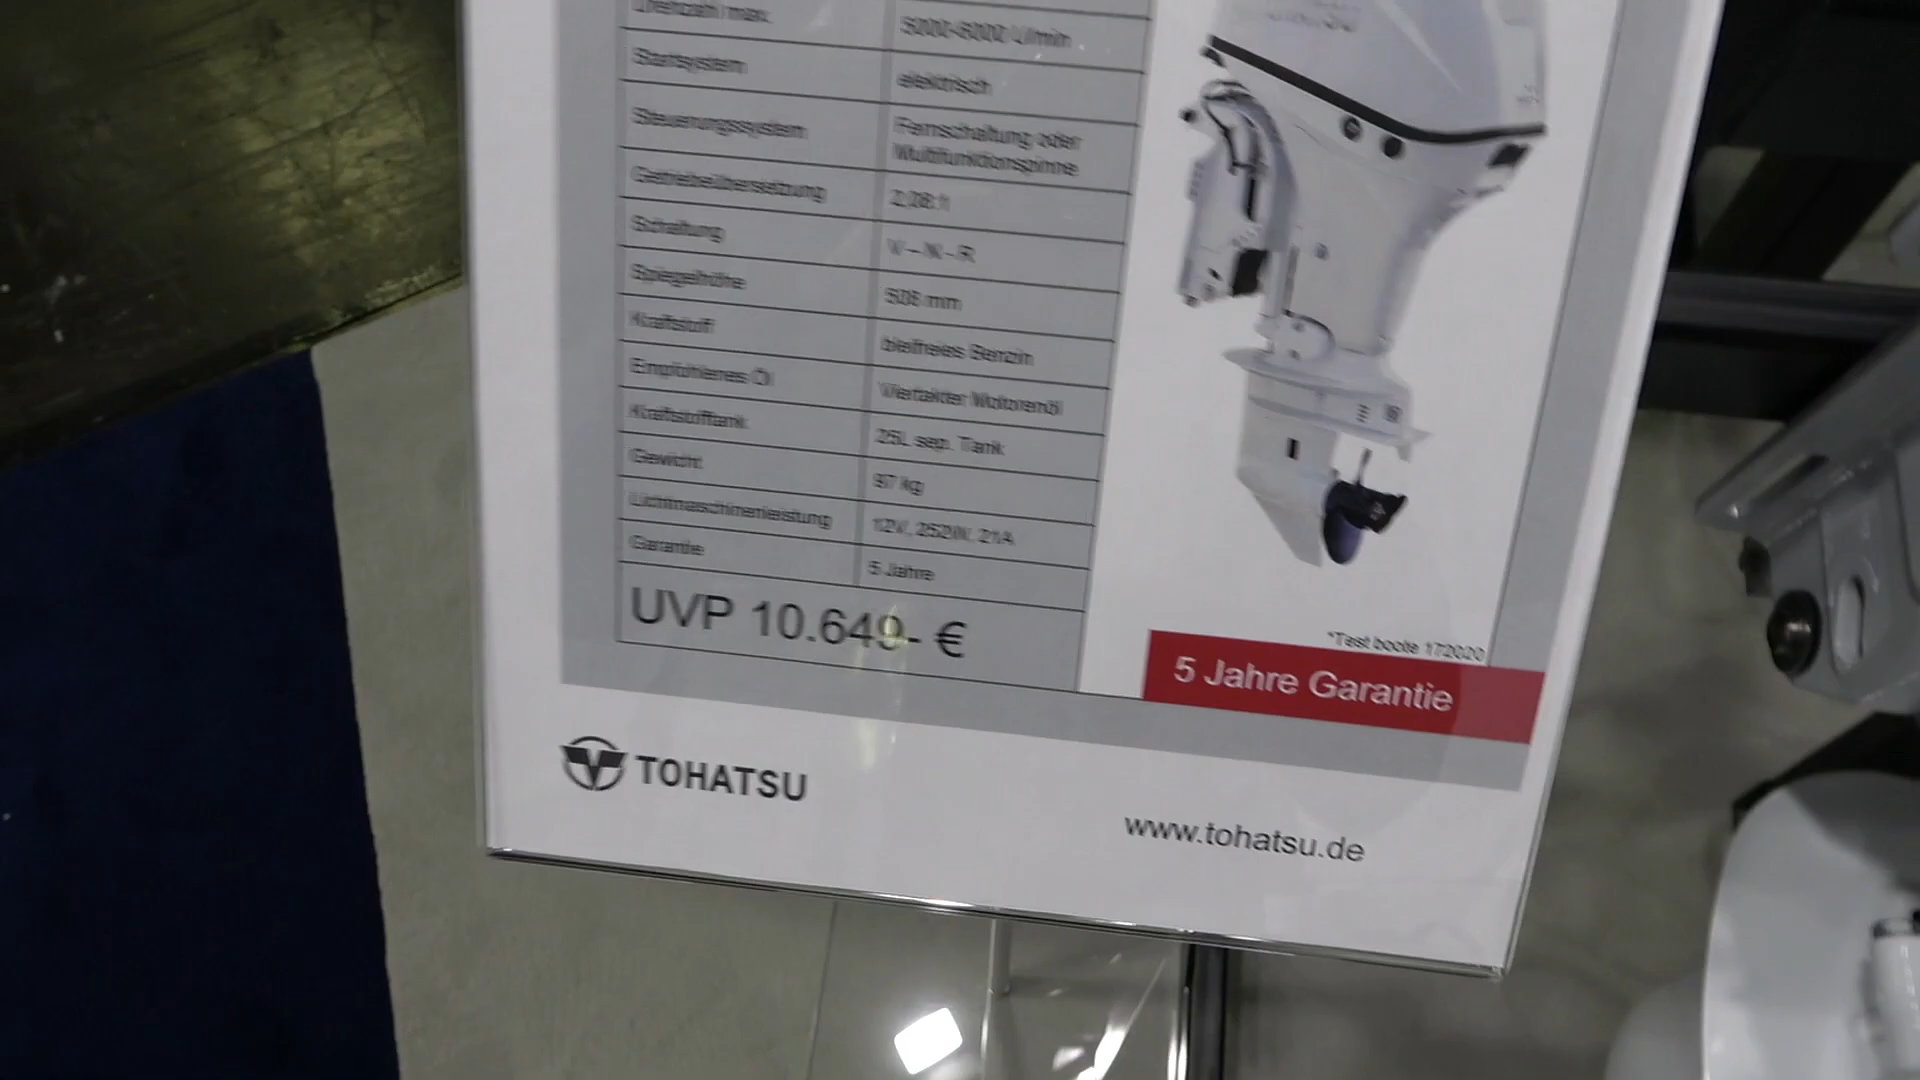 Drehzahl max. 5000-6000 U/min
Startsystem elektrisch
Steuerungssystem Fernschaltung oder
Multifunktionspinne
Getriebeübersetzung 2,08:1
Schaltung V – N - R
Spiegelhöhe 508 mm
Kraftstoff bleifreies Benzin
Empfohlenes Öl Viertakter Motorenöl
Kraftstofftank 25L sep. Tank
Gewicht 97 kg
Lichtmaschinenleistung 12V, 252W, 21A
Garantie 5 Jahre
UVP 10.649- €
*Test boote 172020
5 Jahre Garantie
TOHATSU
www.tohatsu.de